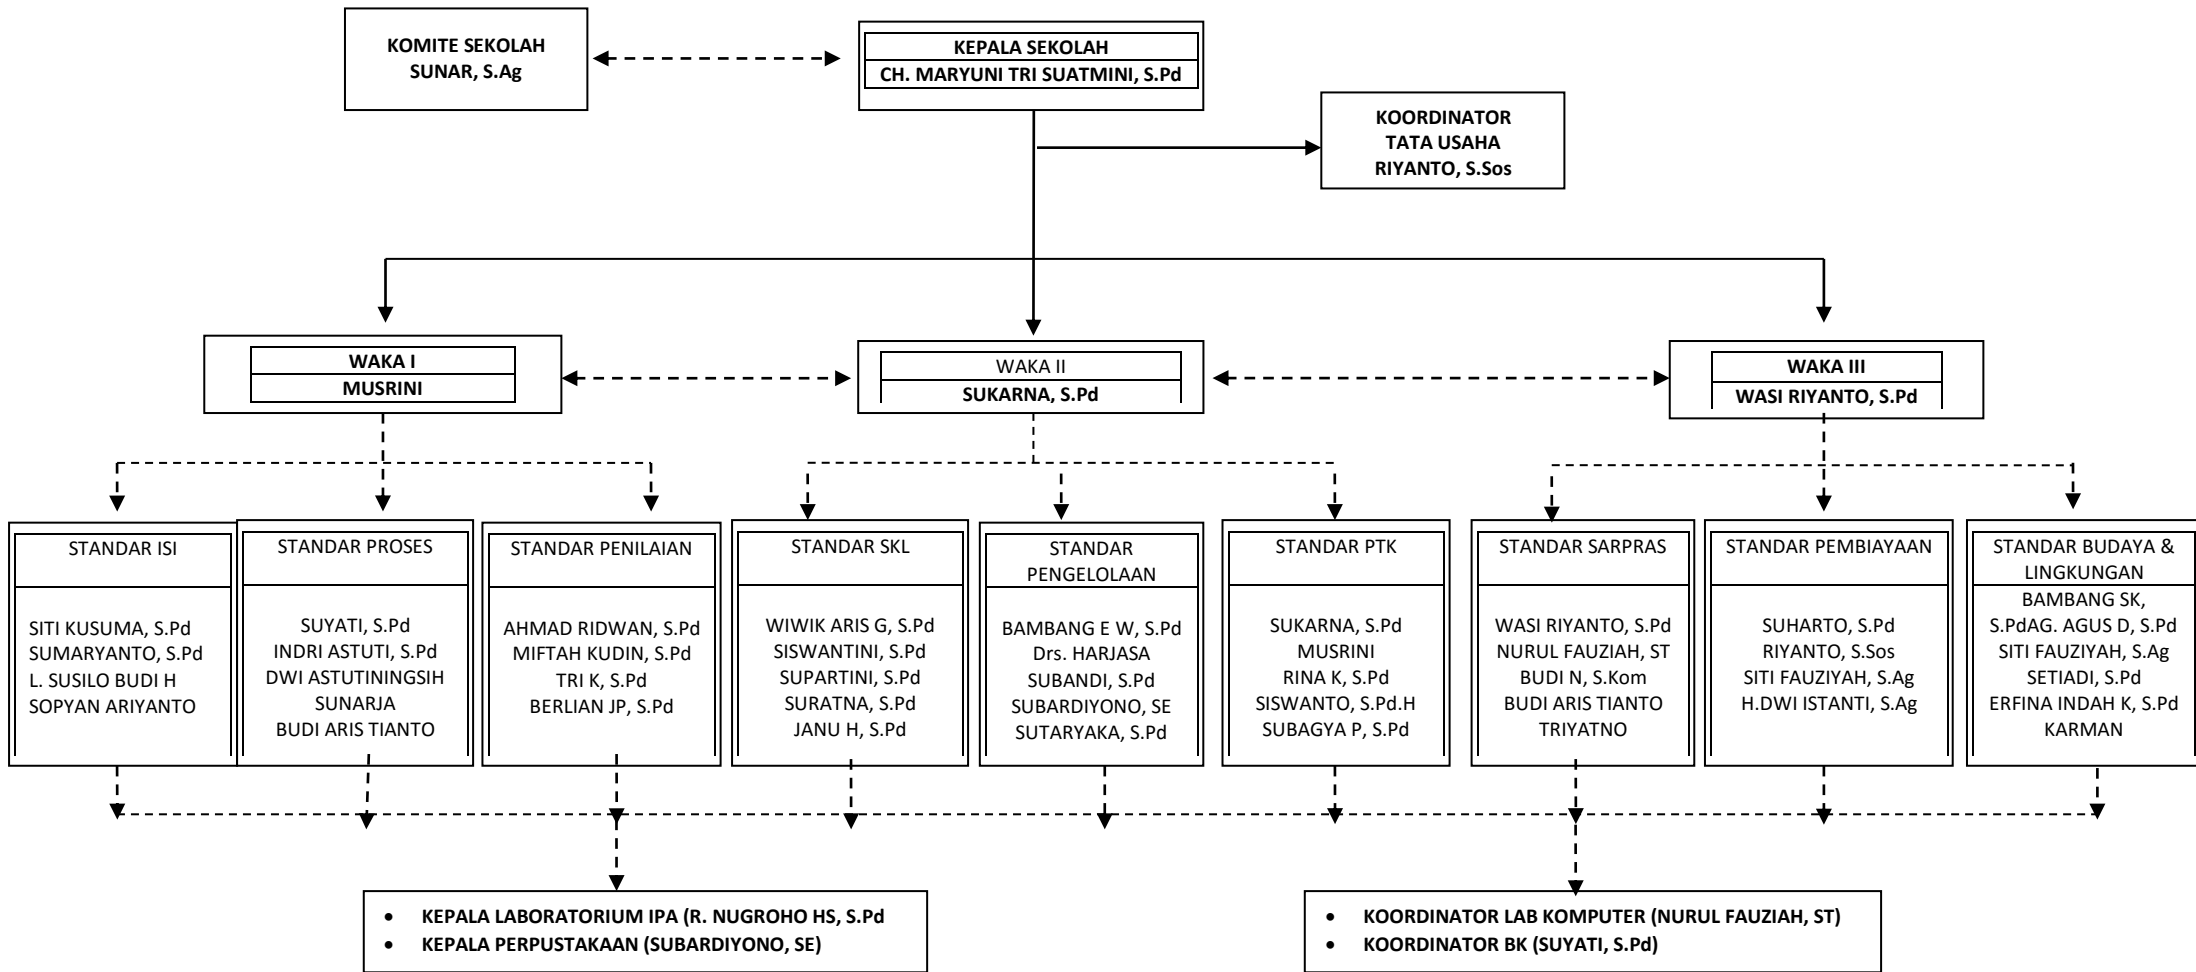 KOMITE SEKOLAH
SUNAR, S.Ag
KEPALA SEKOLAH
CH. MARYUNI TRI SUATMINI, S.Pd
KOORDINATOR
TATA USAHA
RIYANTO, S.Sos
WAKA I
MUSRINI
WAKA II
SUKARNA, S.Pd
WAKA III
WASI RIYANTO, S.Pd
STANDAR ISI
SITI KUSUMA, S.Pd
SUMARYANTO, S.Pd
L. SUSILO BUDI H
SOPYAN ARIYANTO
STANDAR PROSES
SUYATI, S.Pd
INDRI ASTUTI, S.Pd
DWI ASTUTININGSIH
SUNARJA
BUDI ARIS TIANTO
STANDAR PENILAIAN
AHMAD RIDWAN, S.Pd
MIFTAH KUDIN, S.Pd
TRI K, S.Pd
BERLIAN JP, S.Pd
STANDAR SKL
WIWIK ARIS G, S.Pd
SISWANTINI, S.Pd
SUPARTINI, S.Pd
SURATNA, S.Pd
JANU H, S.Pd
STANDAR
PENGELOLAAN
BAMBANG E W, S.Pd
Drs. HARJASA
SUBANDI, S.Pd
SUBARDIYONO, SE
SUTARYAKA, S.Pd
STANDAR PTK
SUKARNA, S.Pd
MUSRINI
RINA K, S.Pd
SISWANTO, S.Pd.H
SUBAGYA P, S.Pd
STANDAR SARPRAS
WASI RIYANTO, S.Pd
NURUL FAUZIAH, ST
BUDI N, S.Kom
BUDI ARIS TIANTO
TRIYATNO
STANDAR PEMBIAYAAN
SUHARTO, S.Pd
RIYANTO, S.Sos
SITI FAUZIYAH, S.Ag
H.DWI ISTANTI, S.Ag
STANDAR BUDAYA &
LINGKUNGAN
BAMBANG SK,
S.PdAG. AGUS D, S.Pd
SITI FAUZIYAH, S.Ag
SETIADI, S.Pd
ERFINA INDAH K, S.Pd
KARMAN
• KEPALA LABORATORIUM IPA (R. NUGROHO HS, S.Pd
• KEPALA PERPUSTAKAAN (SUBARDIYONO, SE)
• KOORDINATOR LAB KOMPUTER (NURUL FAUZIAH, ST)
• KOORDINATOR BK (SUYATI, S.Pd)